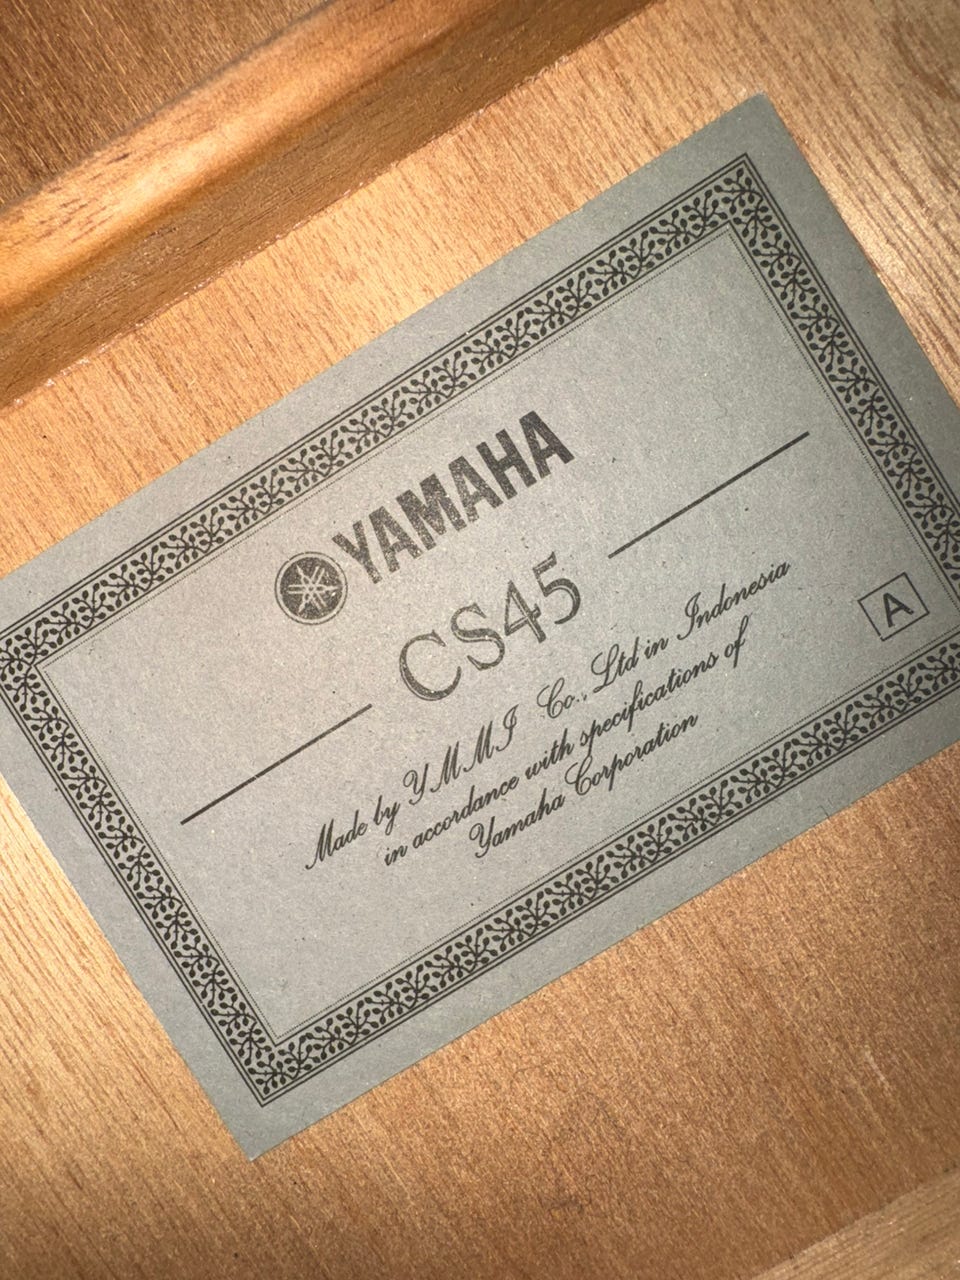 YAMAHA
CS45
Made by YMMI Co., Ltd in Indonesia
in accordance with specifications of
Yamaha Corporation
A